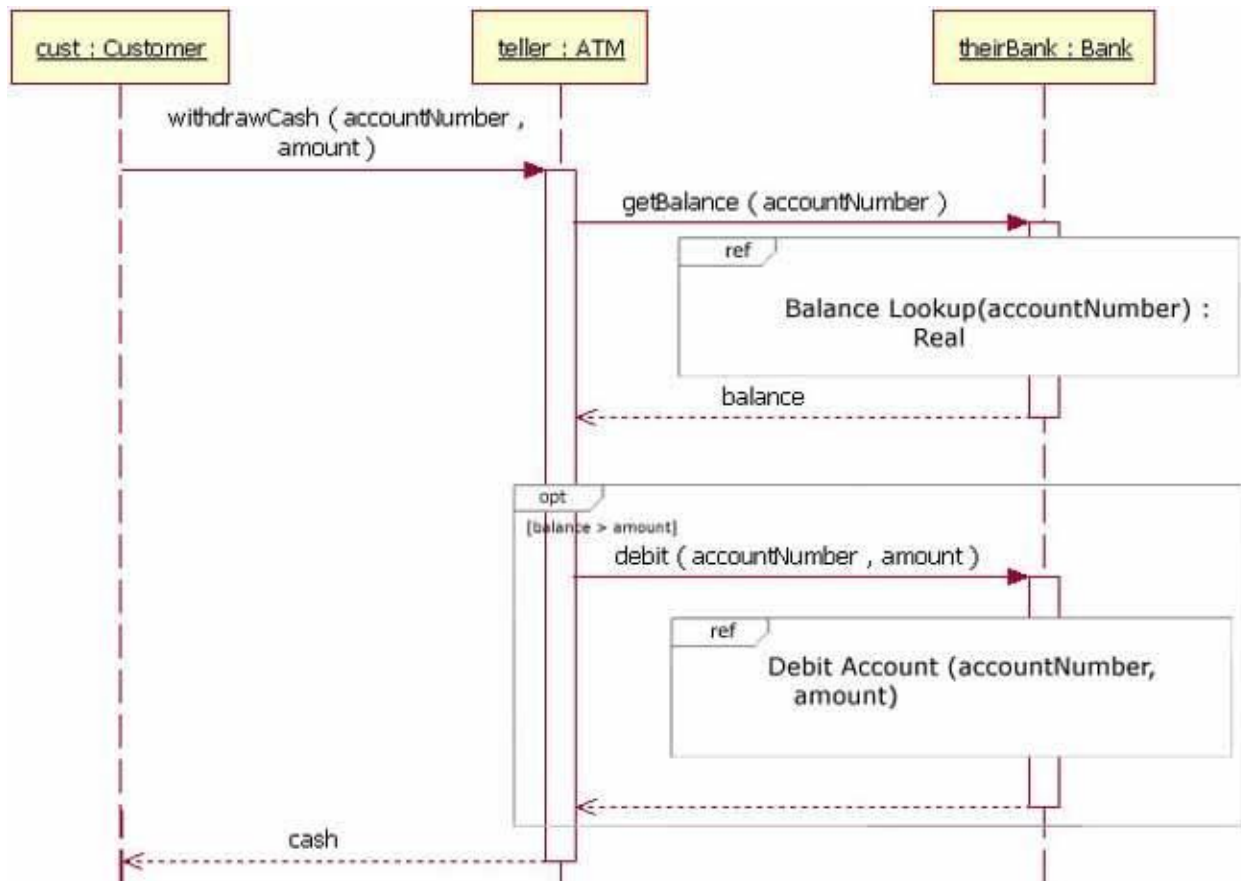 cust : Customer
teller : ATM
theirBank : Bank
withdrawCash ( accountNumber ,
amount )
getBalance ( accountNumber )
ref
Balance Lookup(accountNumber) :
Real
balance
opt
[balance > amount]
debit ( accountNumber , amount )
ref
Debit Account (accountNumber,
amount)
cash